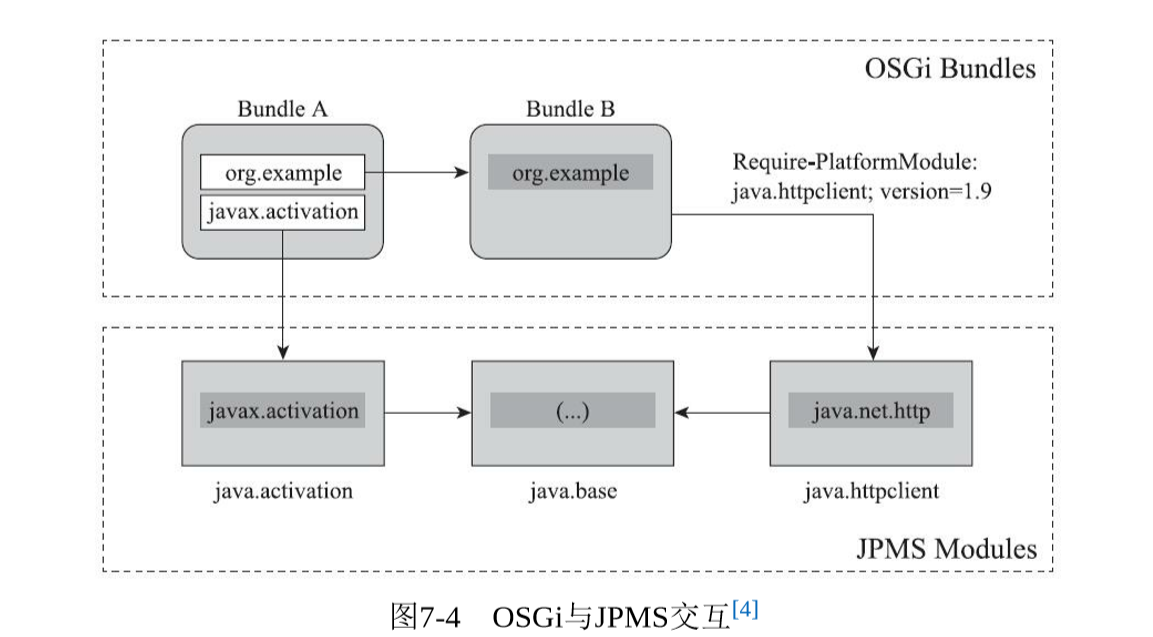 OSGi Bundles
Bundle A
Bundle B
org.example
javax.activation
org.example
Require-PlatformModule:
java.httpclient; version=1.9
javax.activation
(...)
java.net.http
java.activation
java.base
java.httpclient
JPMS Modules
图7-4 OSGi与JPMS交互[4]